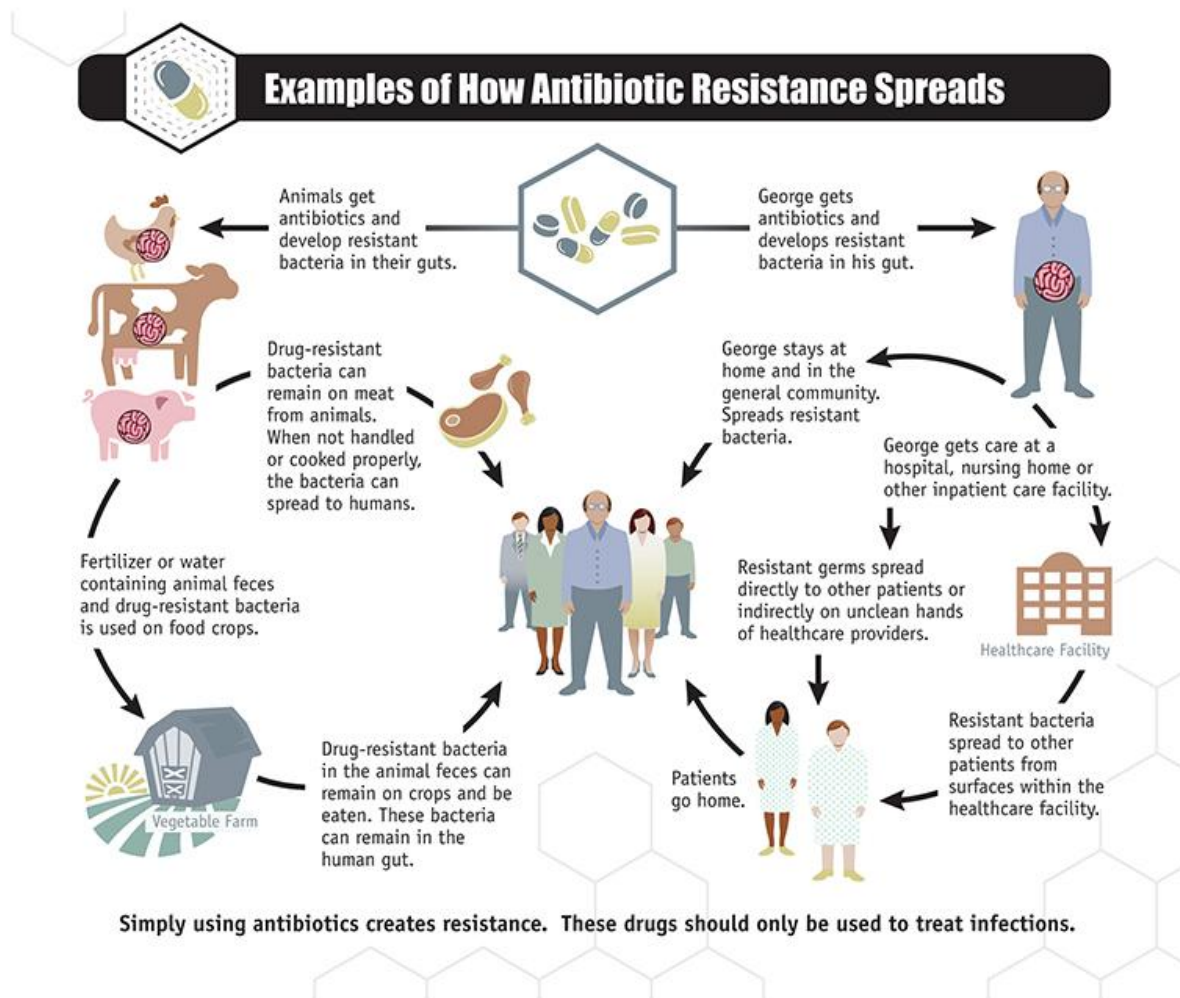 Examples of How Antibiotic Resistance Spreads
Animals get
antibiotics and
develop resistant
bacteria in their guts.
George gets
antibiotics and
develops resistant
bacteria in his gut.
Drug-resistant
bacteria can
remain on meat
from animals.
When not handled
or cooked properly,
the bacteria can
spread to humans.
George stays at
home and in the
general community.
Spreads resistant
bacteria.
George gets care at a
hospital, nursing home or
other inpatient care facility.
Fertilizer or water
containing animal feces
and drug-resistant bacteria
is used on food crops.
Resistant germs spread
directly to other patients or
indirectly on unclean hands
of healthcare providers.
Healthcare Facility
Vegetable Farm
Drug-resistant bacteria
in the animal feces can
remain on crops and be
eaten. These bacteria
can remain in the
human gut.
Patients
go home.
Resistant bacteria
spread to other
patients from
surfaces within the
healthcare facility.
Simply using antibiotics creates resistance. These drugs should only be used to treat infections.